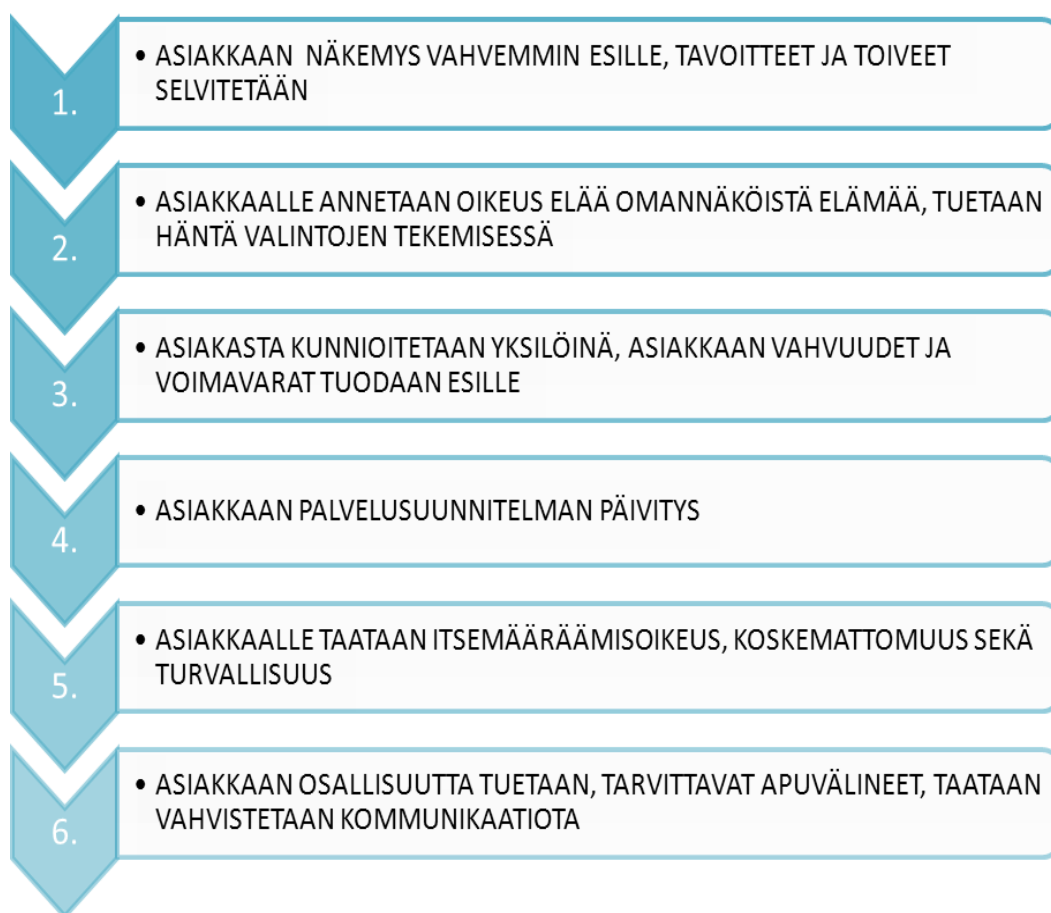 1.
• ASIAKKAAN NÄKEMYS VAHVEMMIN ESILLE, TAVOITTEET JA TOIVEET
SELVITETÄÄN
2.
• ASIAKKAALLE ANNETAAN OIKEUS ELÄÄ OMANNÄKÖISTÄ ELÄMÄÄ, TUETAAN
HÄNTÄ VALINTOJEN TEKEMISESSÄ
3.
• ASIAKASTA KUNNIOITETAAN YKSILÖINÄ, ASIAKKAAN VAHVUUDET JA
VOIMAVARAT TUODAAN ESILLE
4.
• ASIAKKAAN PALVELUSUUNNITELMAN PÄIVITYS
5.
• ASIAKKAALLE TAATAAN ITSEMÄÄRÄÄMISOIKEUS, KOSKEMATTOMUUS SEKÄ
TURVALLISUUS
6.
• ASIAKKAAN OSALLISUUTTA TUETAAN, TARVITTAVAT APUVÄLINEET, TAATAAN
VAHVISTETAAN KOMMUNIKAATIOTA